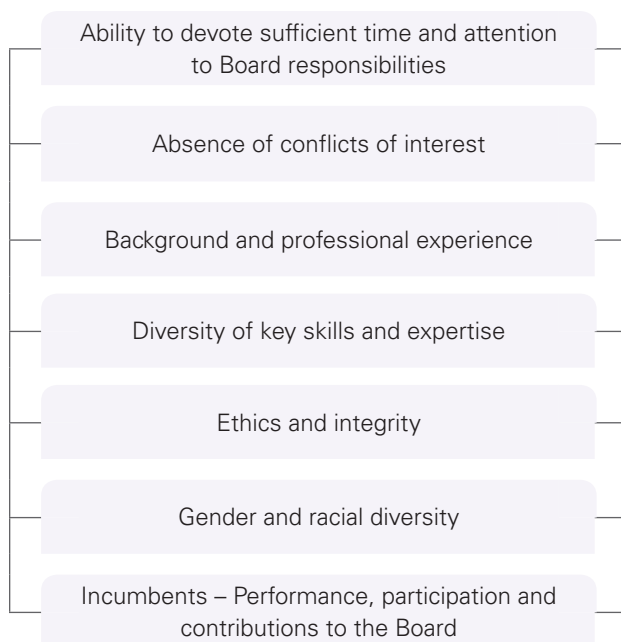 Ability to devote sufficient time and attention
to Board responsibilities
Absence of conflicts of interest
Background and professional experience
Diversity of key skills and expertise
Ethics and integrity
Gender and racial diversity
Incumbents – Performance, participation and
contributions to the Board